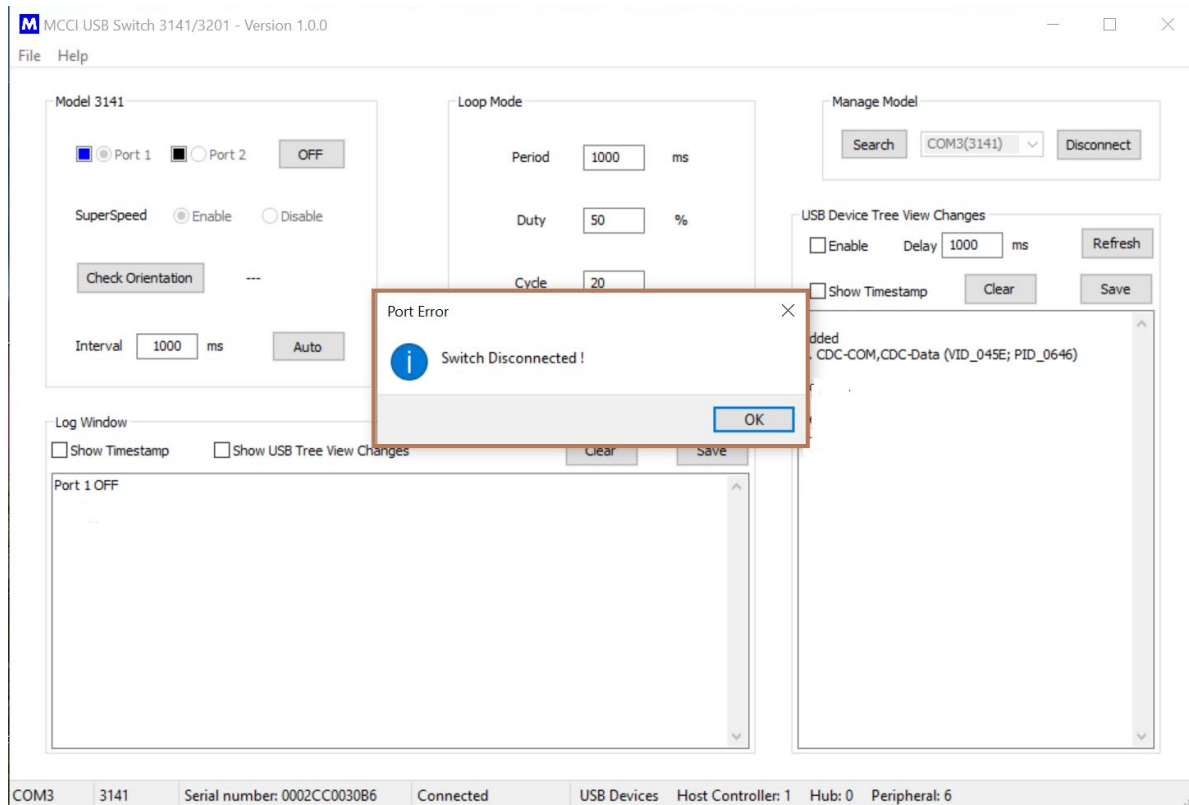 M MCCI USB Switch 3141/3201 - Version 1.0.0
File Help
Model 3141
Port 1 Port 2 OFF
SuperSpeed Enable Disable
Check Orientation ---
Interval 1000 ms Auto
Loop Mode
Period 1000 ms
Duty 50 %
Cycle 20
Manage Model
Search COM3(3141) Disconnect
USB Device Tree View Changes
Enable Delay 1000 ms Refresh
Show Timestamp Clear Save
CDC-COM,CDC-Data (VID_045E; PID_0646)
Port Error
i Switch Disconnected !
OK
Log Window
Show Timestamp Show USB Tree View Changes Clear Save
Port 1 OFF
COM3 3141 Serial number: 0002CC0030B6 Connected USB Devices Host Controller: 1 Hub: 0 Peripheral: 6